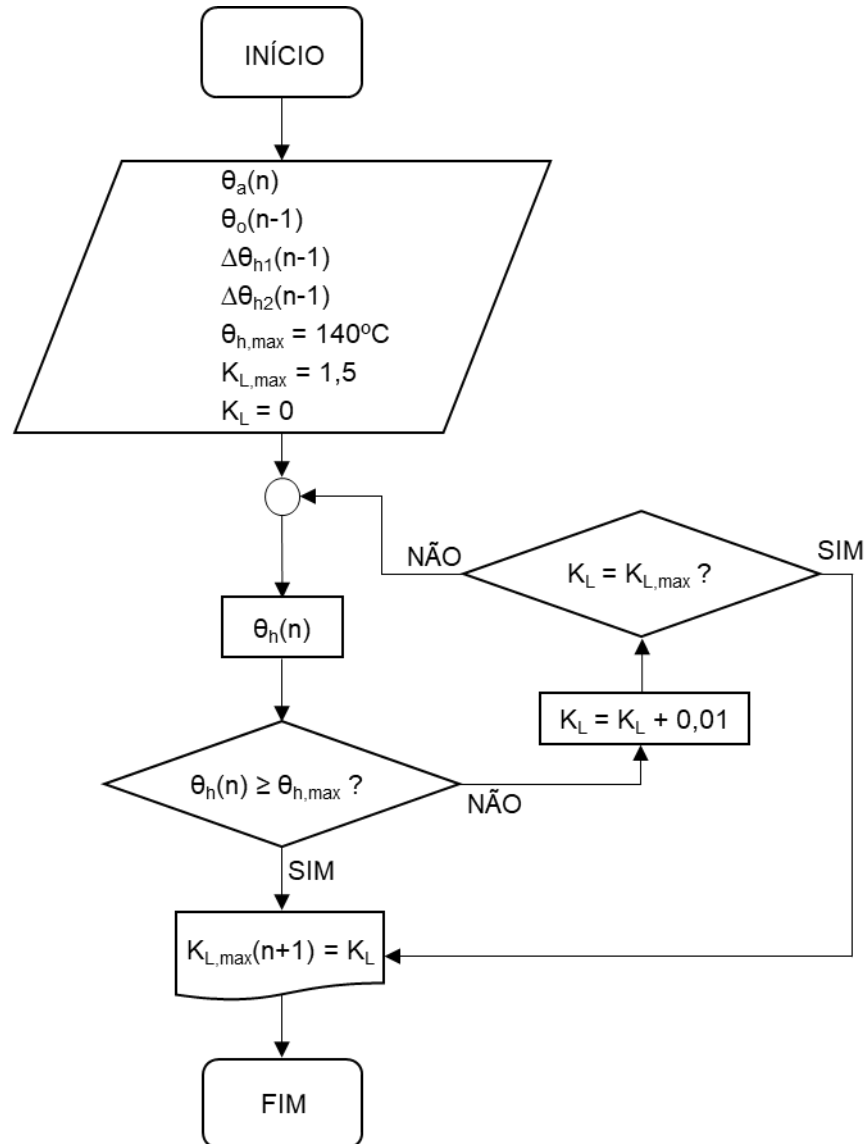 INÍCIO
θa(n)
θo(n-1)
Δθh1(n-1)
Δθh2(n-1)
θh,max = 140ºC
KL,max = 1,5
KL = 0
NÃO
KL = KL,max ?
SIM
θh(n)
KL = KL + 0,01
θh(n) ≥ θh,max ?
NÃO
SIM
KL,max(n+1) = KL
FIM